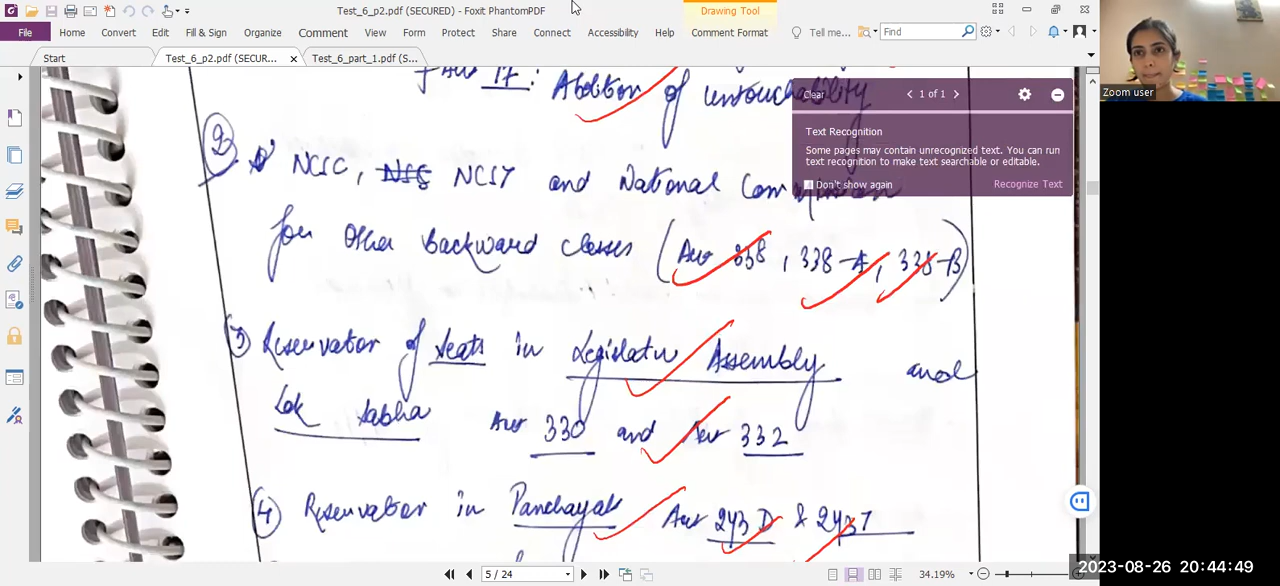 Test_6_p2.pdf (SECURED) - Foxit PhantomPDF
Drawing Tool
File Home Convert Edit Fill & Sign Organize Comment View Form Protect Share Connect Accessibility Help Comment Format Tell me... Find
Start Test_6_p2.pdf (SECUR... Test_6_part_1.pdf (S...
Zoom user
17: Abolition of Untouchability
Clear 1 of 1
Text Recognition
Some pages may contain unrecognized text. You can run
text recognition to make text searchable or editable.
Don't show again Recognize Text
2 NCSC, NCST and National
for Other Backward Classes (Art 338, 338-A, 338-B)
(3) Reservation of seats in Legislative Assembly and
Lok Sabha Art 330 and Art 332
(4) Reservation in Panchayats Art 243 D & 243T
5 / 24
34.19%
2023-08-26 20:44:49